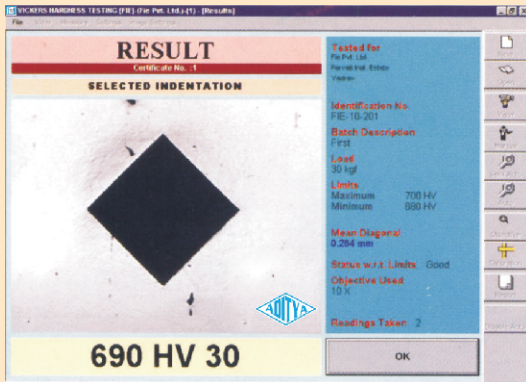 VICKERS HARDNESS TESTING [FIE] (Fie Pvt. Ltd.)-(1) - [Results]
File View Measure Settings
RESULT
Certificate No. :1
SELECTED INDENTATION
ADITYA
690 HV 30
Tested for
Fie Pvt. Ltd.
Identification No.
FIE-10-201
Batch Description
First
Load
30 kgf
Limits
Maximum 700 HV
Minimum 680 HV
Mean Diagonal
0.284 mm
Status w.r.t. Limits Good
Objective Used
10 X
Readings Taken 2
OK